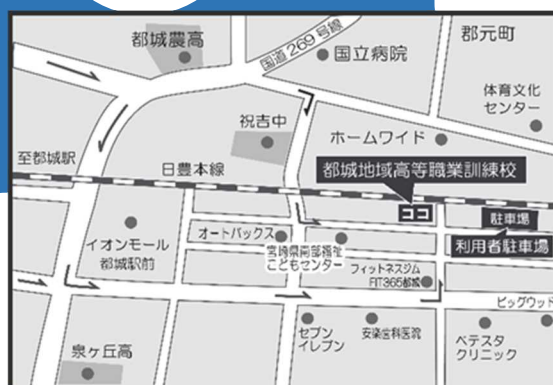 都城農高
国道269号線
国立病院
郡元町
体育文化
センター
祝吉中
ホームワイド
至都城駅
日豊本線
都城地域高等職業訓練校
ココ
駐車場
利用者駐車場
オートバックス
宮崎県南部福祉
こどもセンター
イオンモール
都城駅前
フィットネスジム
FIT365都城
ビッグウッド
セブン
イレブン
安楽歯科医院
ベテスタ
クリニック
泉ヶ丘高